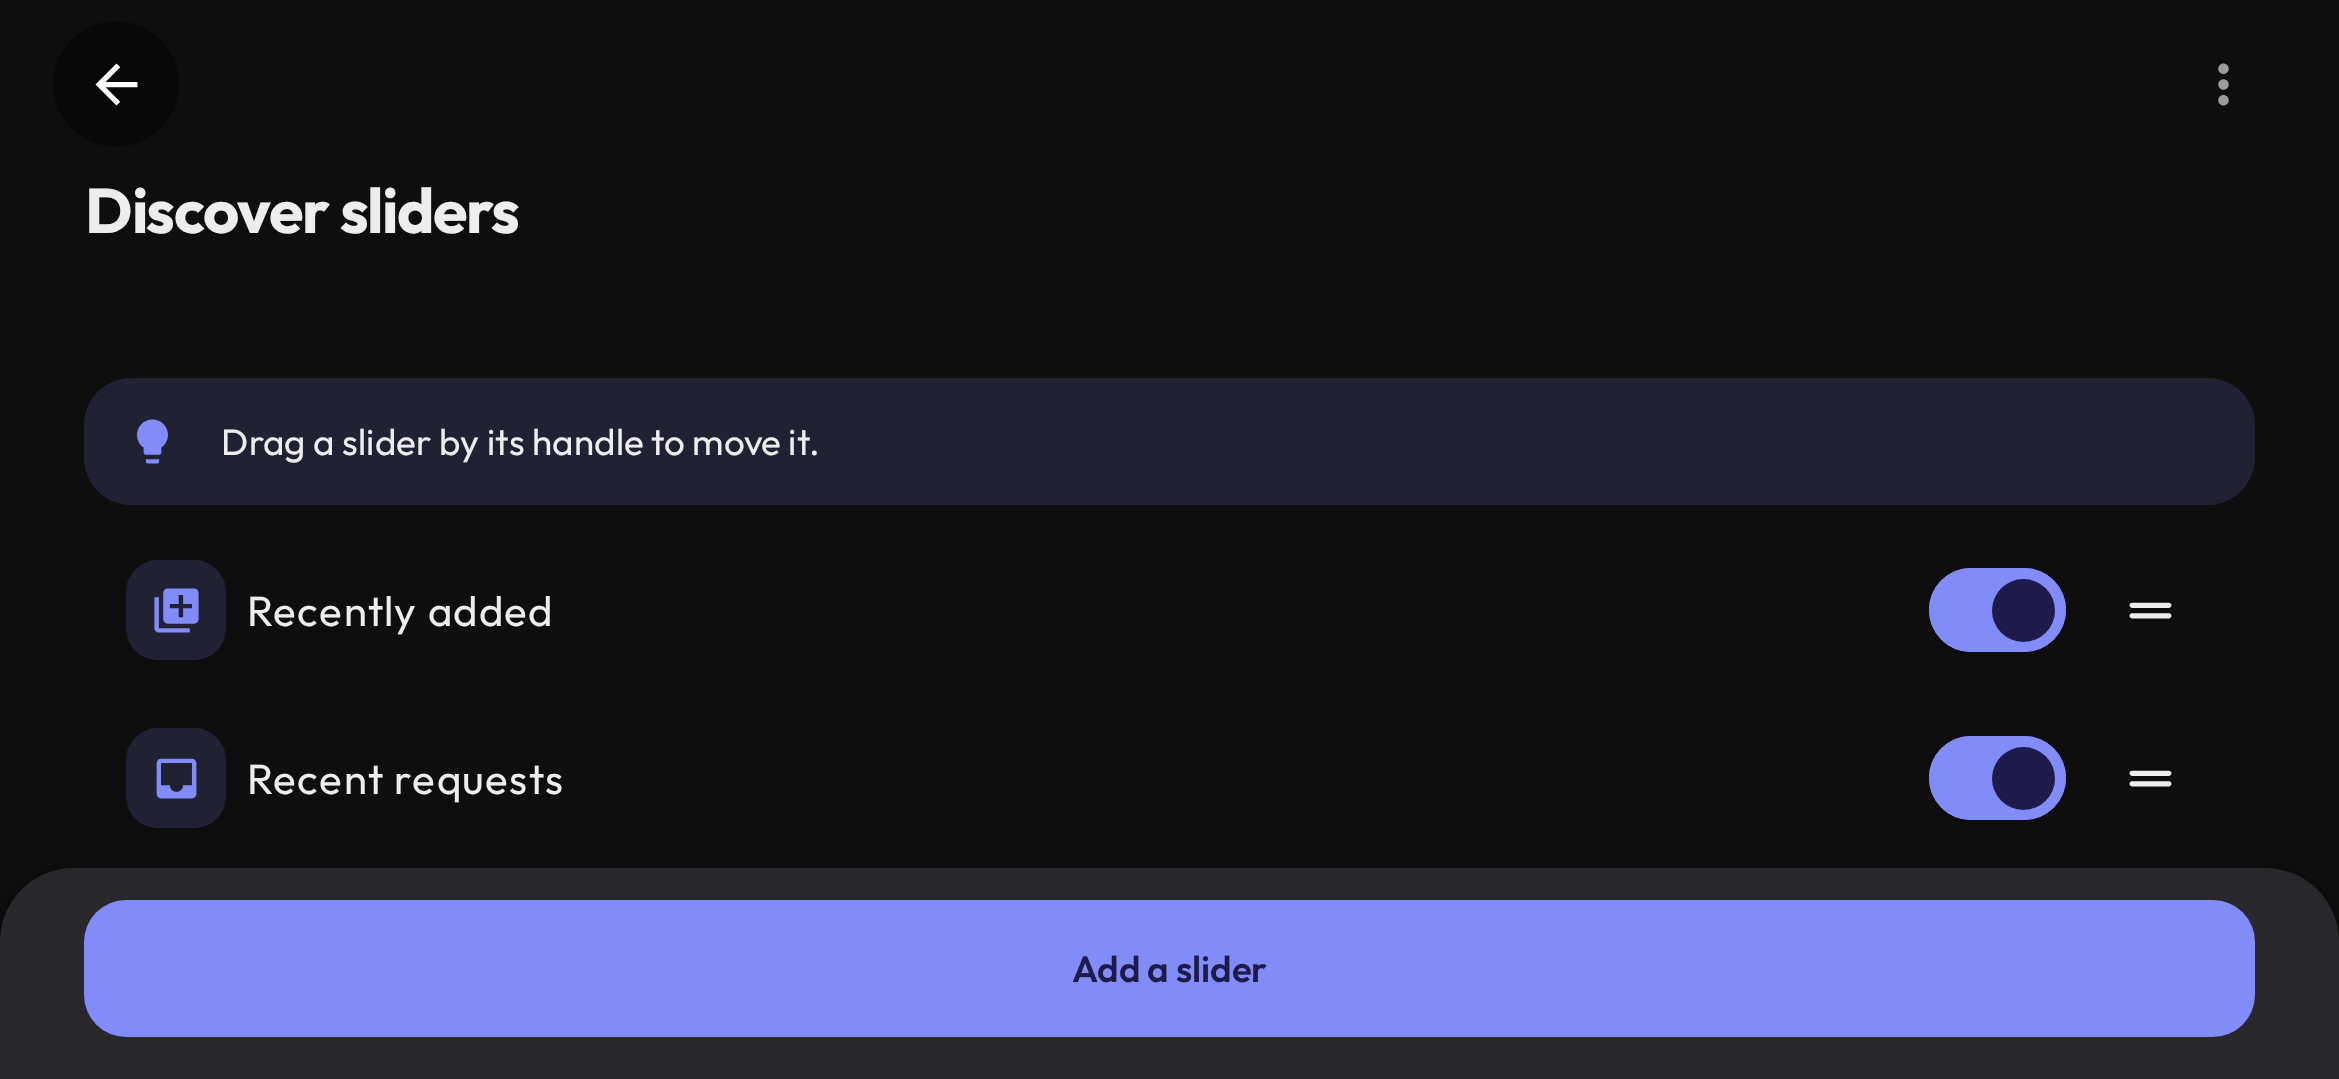 Discover sliders
Drag a slider by its handle to move it.
Recently added
Recent requests
Add a slider